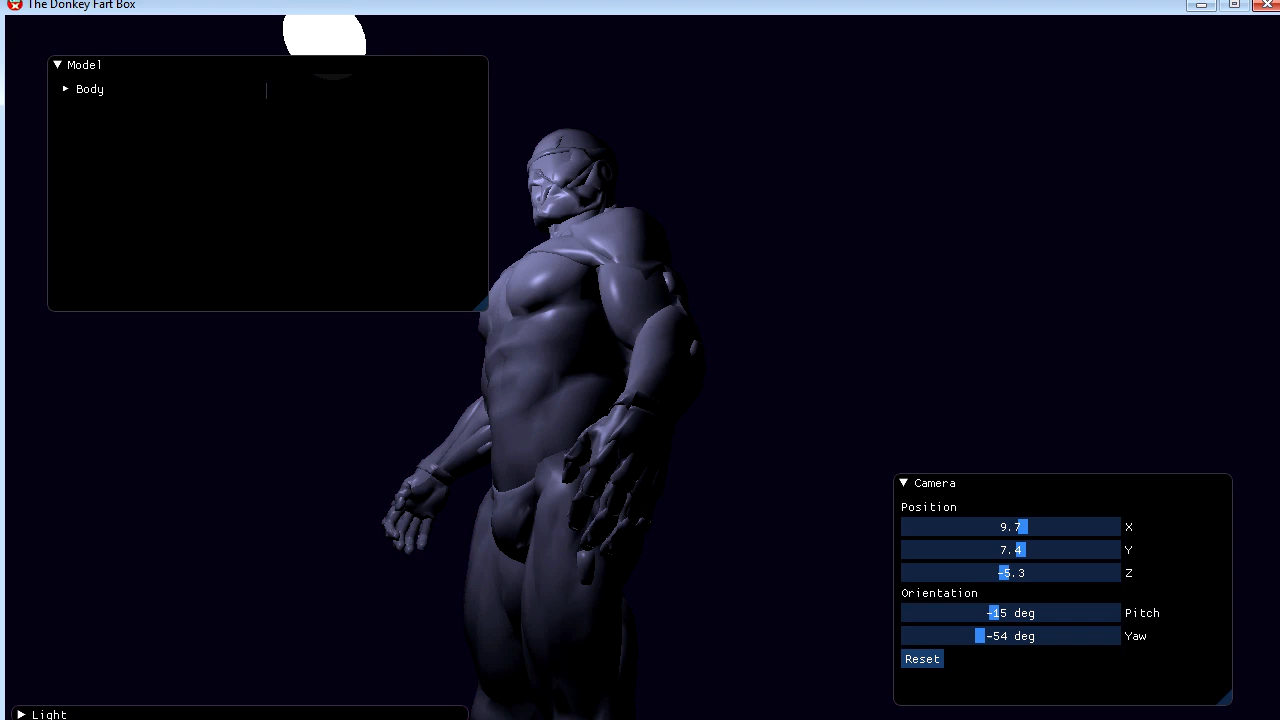 The Donkey Fart Box
Model
Body
Camera
Position
9.7 X
7.4 Y
-5.3 Z
Orientation
-15 deg Pitch
-54 deg Yaw
Reset
Light